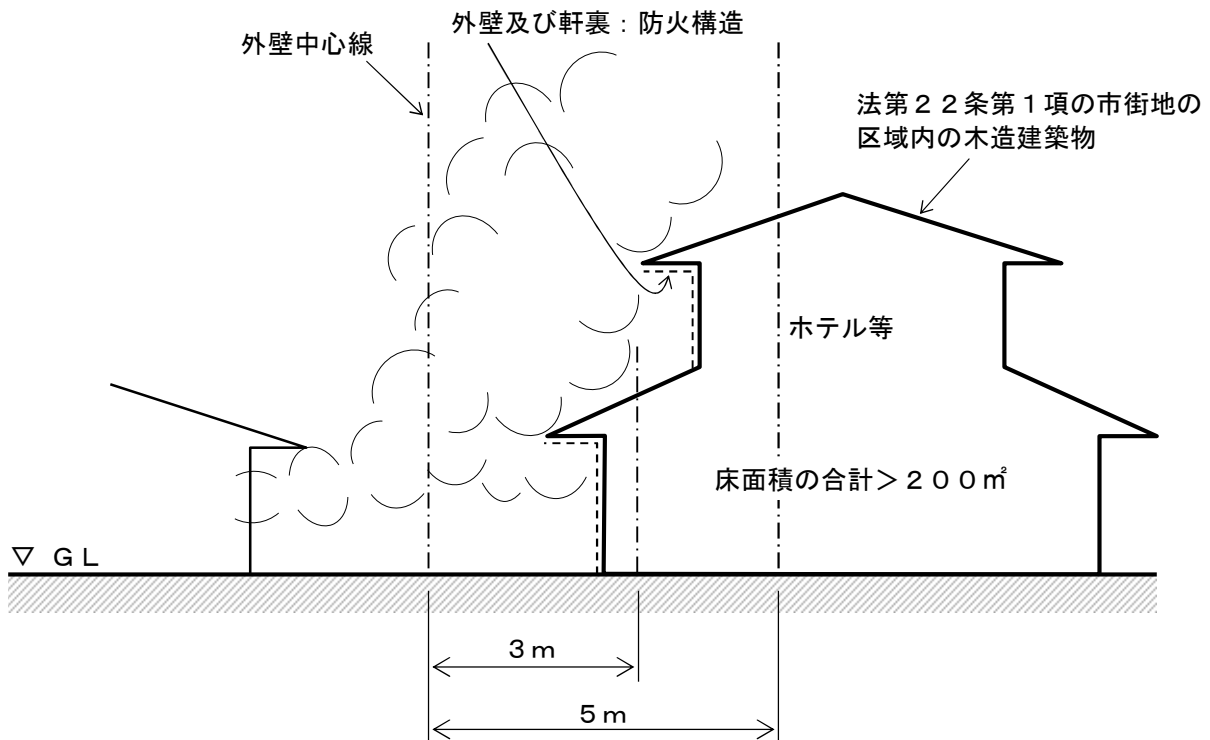 外壁及び軒裏：防火構造
外壁中心線
法第２２条第１項の市街地の
区域内の木造建築物
ホテル等
床面積の合計＞２００㎡
▽ ＧＬ
３ｍ
５ｍ